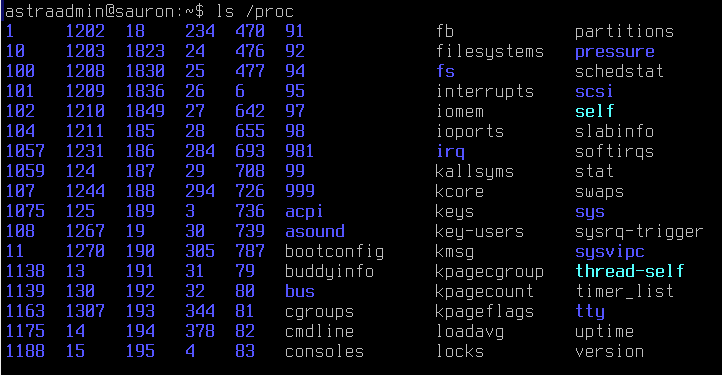 astraadmin@sauron:~$ ls /proc
1 1202 18 234 470 91 fb partitions
10 1203 1823 24 476 92 filesystems pressure
100 1208 1830 25 477 94 fs schedstat
101 1209 1836 26 6 95 interrupts scsi
102 1210 1849 27 642 97 iomem self
104 1211 185 28 655 98 ioports slabinfo
1057 1231 186 284 693 981 irq softirqs
1059 124 187 29 708 99 kallsyms stat
107 1244 188 294 726 999 kcore swaps
1075 125 189 3 736 acpi keys sys
108 1267 19 30 739 asound key-users sysrq-trigger
11 1270 190 305 787 bootconfig kmsg sysvipc
1138 13 191 31 79 buddyinfo kpagecgroup thread-self
1139 130 192 32 80 bus kpagecount timer_list
1163 1307 193 344 81 cgroups kpageflags tty
1175 14 194 378 82 cmdline loadavg uptime
1188 15 195 4 83 consoles locks version